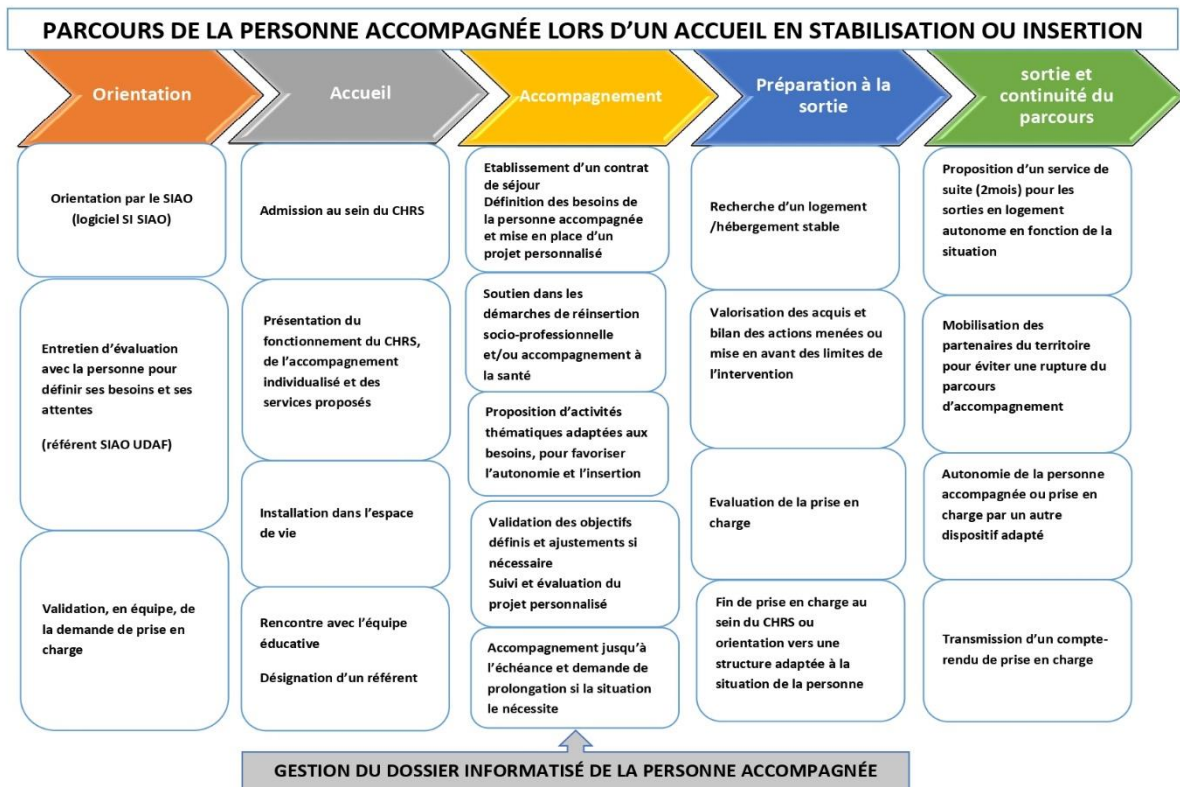 PARCOURS DE LA PERSONNE ACCOMPAGNÉE LORS D'UN ACCUEIL EN STABILISATION OU INSERTION
Orientation
Orientation par le SIAO
(logiciel SI SIAO)
Entretien d'évaluation
avec la personne pour
définir ses besoins et ses
attentes
(référent SIAO UDAF)
Validation, en équipe, de
la demande de prise en
charge
Accueil
Admission au sein du CHRS
Présentation du
fonctionnement du CHRS,
de l'accompagnement
individualisé et des
services proposés
Installation dans l'espace
de vie
Rencontre avec l'équipe
éducative
Désignation d'un référent
Accompagnement
Etablissement d'un contrat
de séjour
Définition des besoins de
la personne accompagnée
et mise en place d'un
projet personnalisé
Soutien dans les
démarches de réinsertion
socio-professionnelle
et/ou accompagnement à
la santé
Proposition d'activités
thématiques adaptées aux
besoins, pour favoriser
l'autonomie et l'insertion
Validation des objectifs
définis et ajustements si
nécessaire
Suivi et évaluation du
projet personnalisé
Accompagnement jusqu'à
l'échéance et demande de
prolongation si la situation
le nécessite
Préparation à la
sortie
Recherche d'un logement
/hébergement stable
Valorisation des acquis et
bilan des actions menées ou
mise en avant des limites de
l'intervention
Evaluation de la prise en
charge
Fin de prise en charge au
sein du CHRS ou
orientation vers une
structure adaptée à la
situation de la personne
sortie et
continuité du
parcours
Proposition d'un service de
suite (2mois) pour les
sorties en logement
autonome en fonction de la
situation
Mobilisation des
partenaires du territoire
pour éviter une rupture du
parcours
d'accompagnement
Autonomie de la personne
accompagnée ou prise en
charge par un autre
dispositif adapté
Transmission d'un compte-
rendu de prise en charge
GESTION DU DOSSIER INFORMATISÉ DE LA PERSONNE ACCOMPAGNÉE